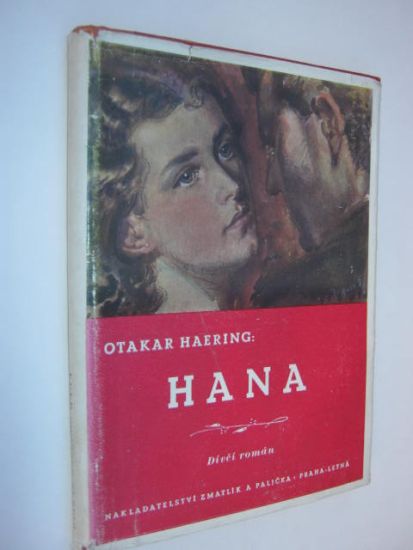 OTAKAR HAERING:
HANA
Dívčí román
NAKLADATELSTVÍ ZMATLÍK A PALIČKA · PRAHA-LETNÁ